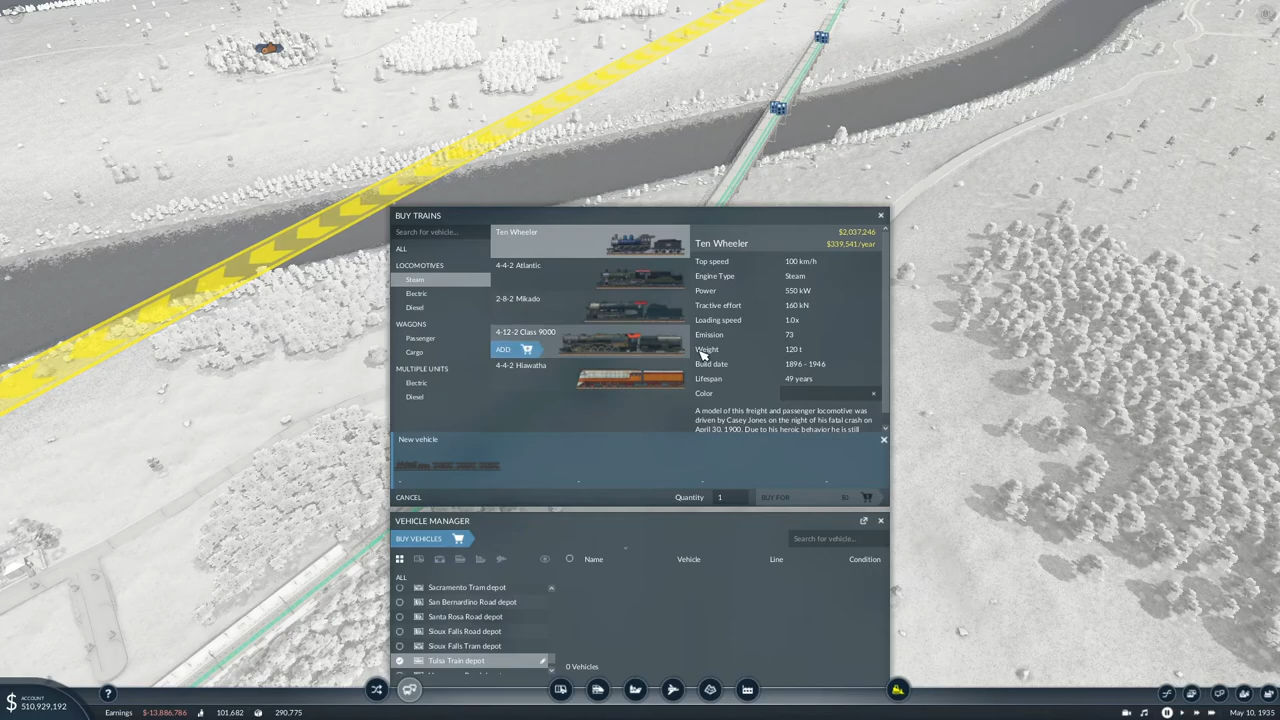 BUY TRAINS
Search for vehicle...
ALL
LOCOMOTIVES
Steam
Electric
Diesel
WAGONS
Passenger
Cargo
MULTIPLE UNITS
Electric
Diesel
Ten Wheeler
4-4-2 Atlantic
2-8-2 Mikado
4-12-2 Class 9000
ADD
4-4-2 Hiawatha
$2,037,246
Ten Wheeler $339,541/year
Top speed 100 km/h
Engine Type Steam
Power 550 kW
Tractive effort 160 kN
Loading speed 1.0x
Emission 73
Weight 120 t
Build date 1896 - 1946
Lifespan 49 years
Color
A model of this freight and passenger locomotive was
driven by Casey Jones on the night of his fatal crash on
April 30, 1900. Due to his heroic behavior he is still
New vehicle
- - - -
CANCEL Quantity 1 BUY FOR $0
VEHICLE MANAGER
BUY VEHICLES Search for vehicle...
Name Vehicle Line Condition
ALL
Sacramento Tram depot
San Bernardino Road depot
Santa Rosa Road depot
Sioux Falls Road depot
Sioux Falls Tram depot
Tulsa Train depot
0 Vehicles
ACCOUNT
$ 510,929,192
?
Earnings $-13,886,786 101,682 290,775 May 10, 1935